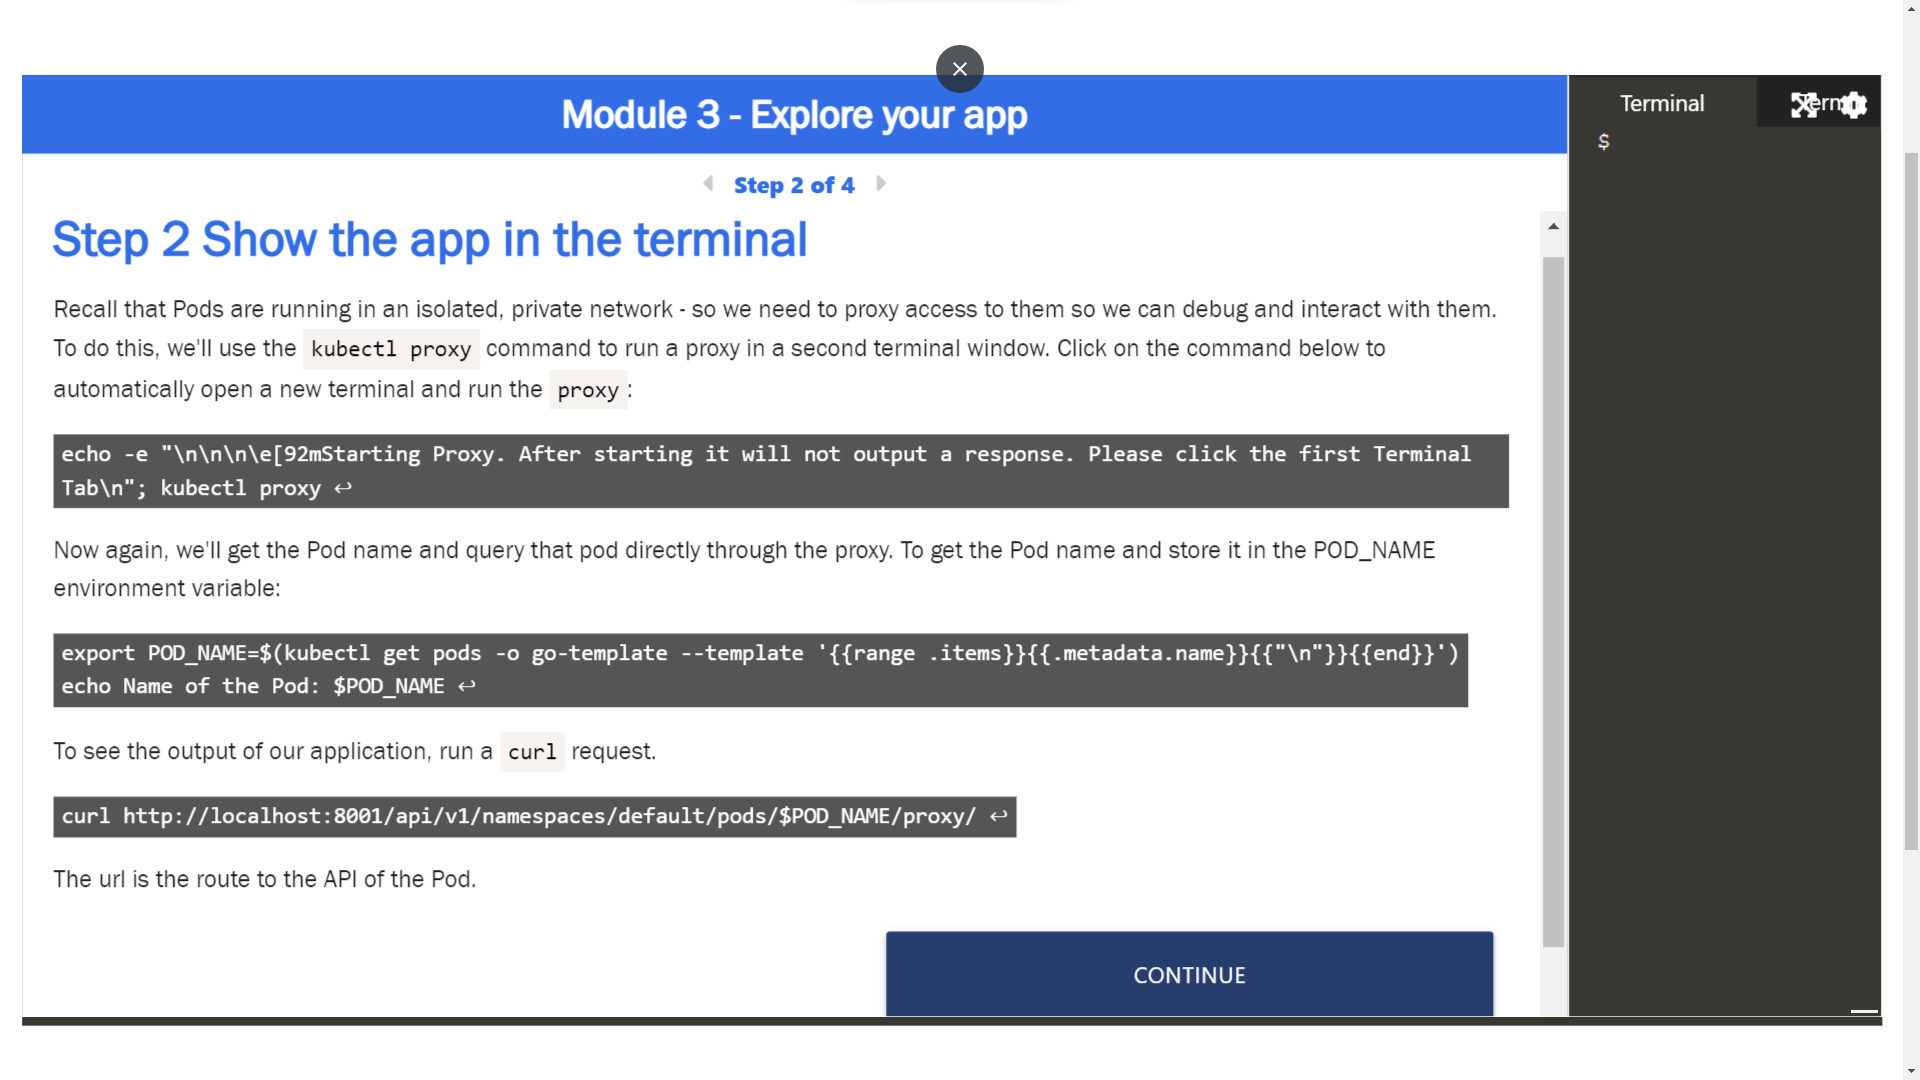 Module 3 - Explore your app
Step 2 of 4
Step 2 Show the app in the terminal
Recall that Pods are running in an isolated, private network - so we need to proxy access to them so we can debug and interact with them.
To do this, we'll use the kubectl proxy command to run a proxy in a second terminal window. Click on the command below to
automatically open a new terminal and run the proxy :
echo -e "\n\n\n\e[92mStarting Proxy. After starting it will not output a response. Please click the first Terminal
Tab\n"; kubectl proxy ↩
Now again, we'll get the Pod name and query that pod directly through the proxy. To get the Pod name and store it in the POD_NAME
environment variable:
export POD_NAME=$(kubectl get pods -o go-template --template '{{range .items}}{{.metadata.name}}{{"\n"}}{{end}}')
echo Name of the Pod: $POD_NAME ↩
To see the output of our application, run a curl request.
curl http://localhost:8001/api/v1/namespaces/default/pods/$POD_NAME/proxy/ ↩
The url is the route to the API of the Pod.
CONTINUE
Terminal
$